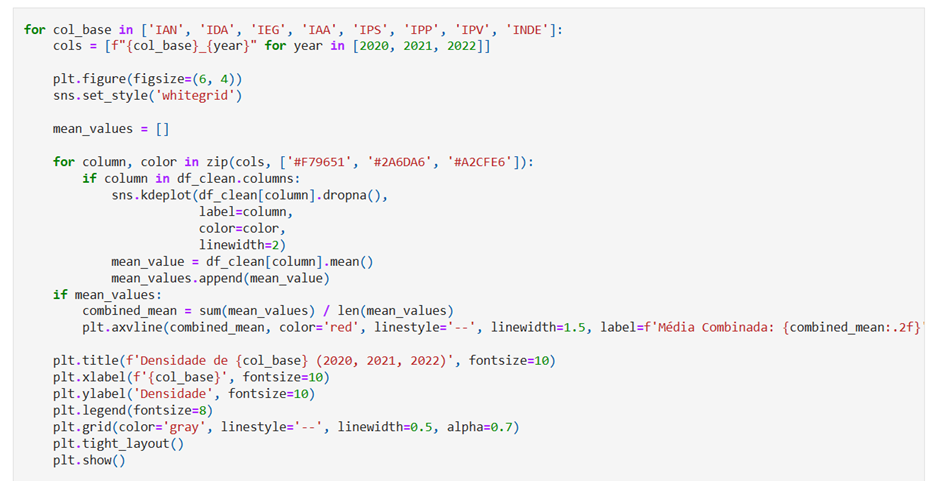 for col_base in ['IAN', 'IDA', 'IEG', 'IAA', 'IPS', 'IPP', 'IPV', 'INDE']:
    cols = [f"{col_base}_{year}" for year in [2020, 2021, 2022]]

    plt.figure(figsize=(6, 4))
    sns.set_style('whitegrid')

    mean_values = []

    for column, color in zip(cols, ['#F79651', '#2A6DA6', '#A2CFE6']):
        if column in df_clean.columns:
            sns.kdeplot(df_clean[column].dropna(),
                        label=column,
                        color=color,
                        linewidth=2)
            mean_value = df_clean[column].mean()
            mean_values.append(mean_value)
    if mean_values:
        combined_mean = sum(mean_values) / len(mean_values)
        plt.axvline(combined_mean, color='red', linestyle='--', linewidth=1.5, label=f'Média Combinada: {combined_mean:.2f}'

    plt.title(f'Densidade de {col_base} (2020, 2021, 2022)', fontsize=10)
    plt.xlabel(f'{col_base}', fontsize=10)
    plt.ylabel('Densidade', fontsize=10)
    plt.legend(fontsize=8)
    plt.grid(color='gray', linestyle='--', linewidth=0.5, alpha=0.7)
    plt.tight_layout()
    plt.show()